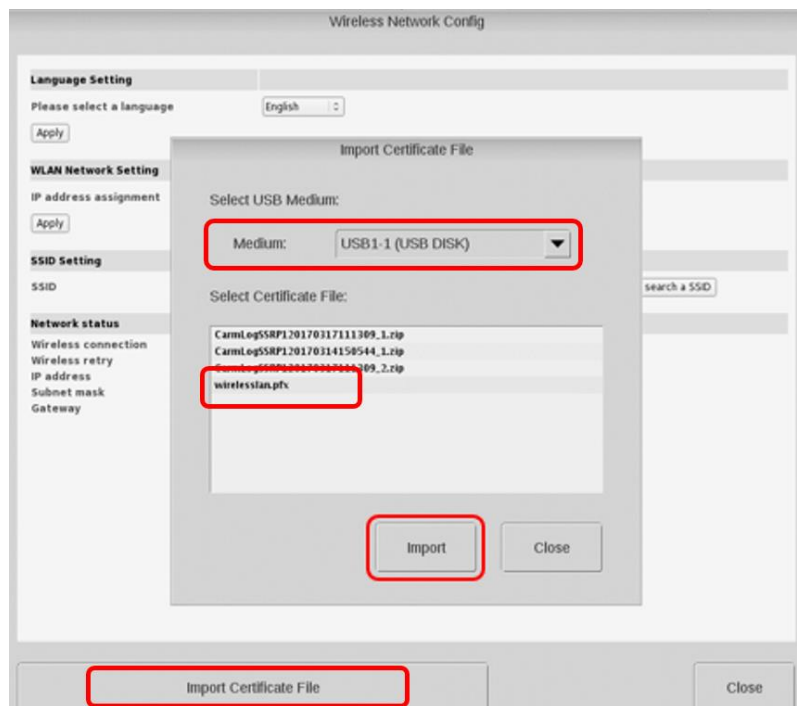 Wireless Network Config
Language Setting
Please select a language English
Apply
Import Certificate File
WLAN Network Setting
IP address assignment
Select USB Medium:
Apply
Medium: USB1-1 (USB DISK)
SSID Setting
SSID
search a SSID
Select Certificate File:
Network status
Wireless connection
Wireless retry
IP address
Subnet mask
Gateway
CarmLogSSRP120170317111309_1.zip
CarmLogSSRP120170314150544_1.zip
CarmLogSSRP120170317111309_2.zip
wirelesslan.pfx
Import Close
Import Certificate File Close